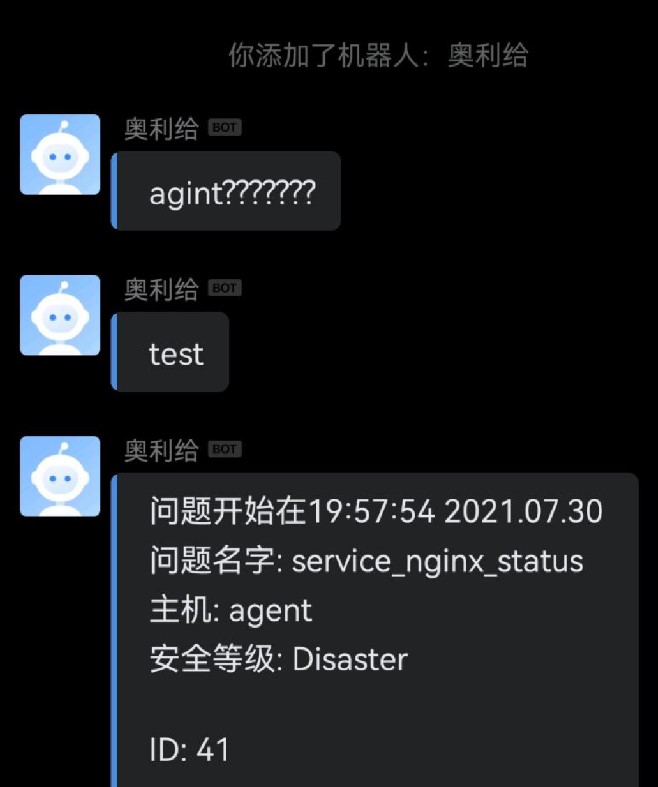 你添加了机器人：奥利给
奥利给 BOT
agint???????
奥利给 BOT
test
奥利给 BOT
问题开始在19:57:54 2021.07.30
问题名字: service_nginx_status
主机: agent
安全等级: Disaster
ID: 41